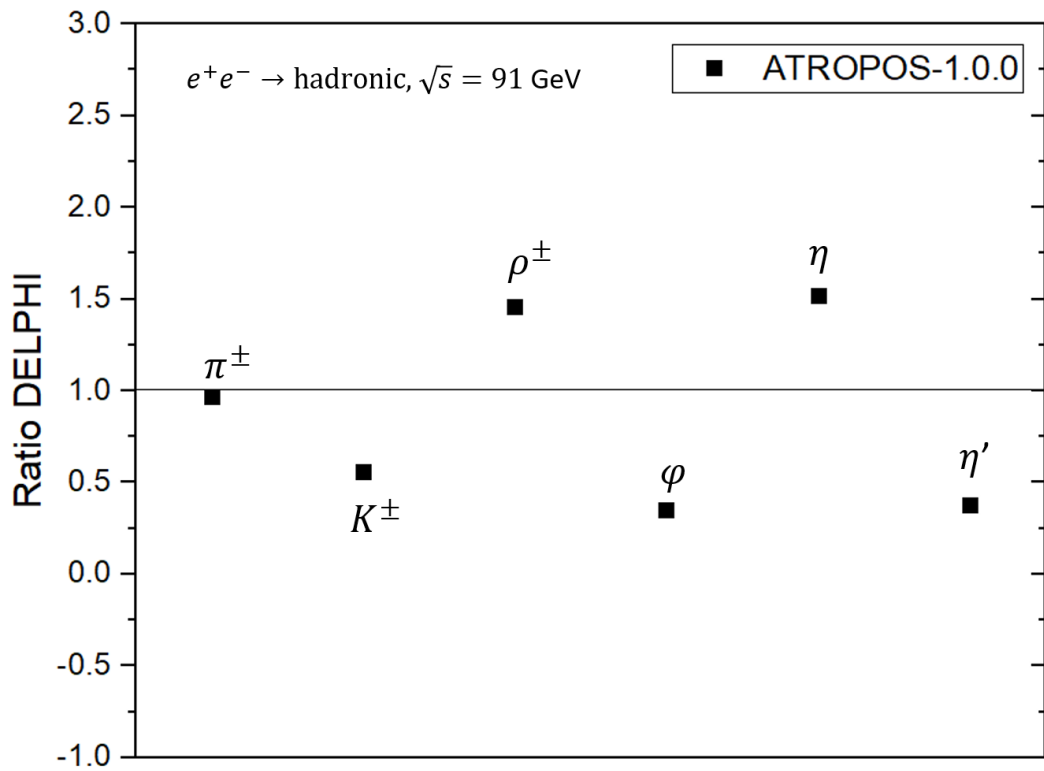 3.0
2.5
2.0
1.5
1.0
0.5
0.0
-0.5
-1.0
Ratio DELPHI
e⁺e⁻ → hadronic, √s = 91 GeV
ATROPOS-1.0.0
π±
K±
ρ±
φ
η
η′